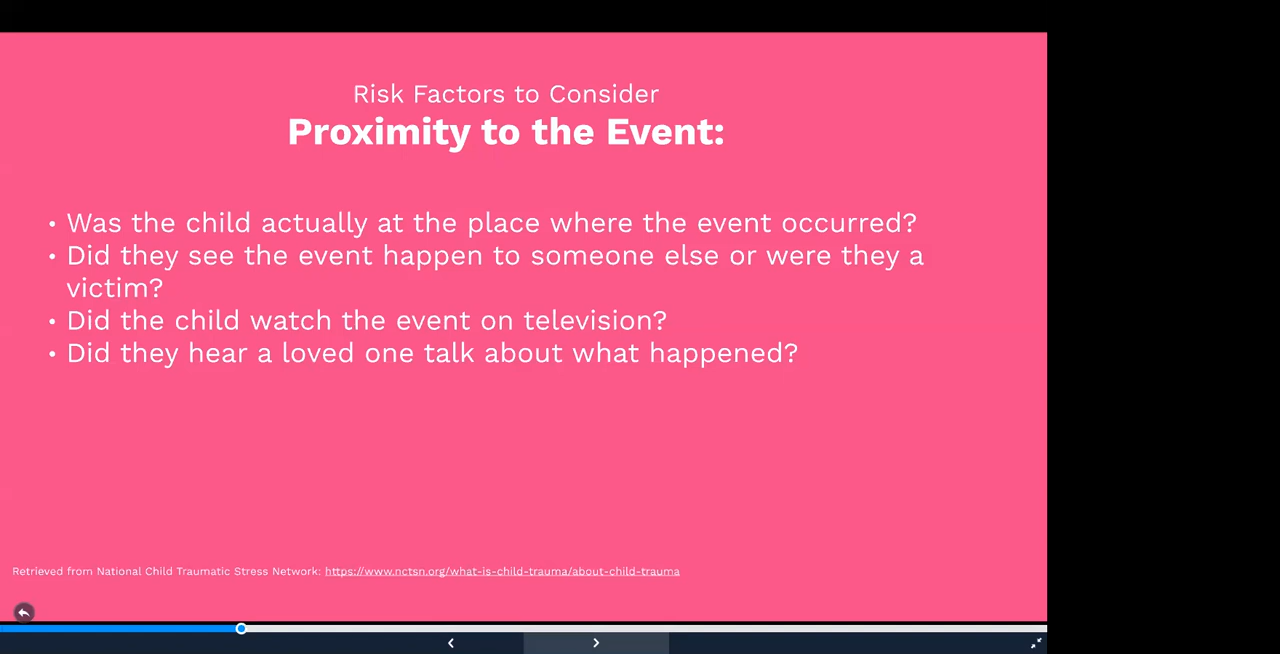 Risk Factors to Consider
Proximity to the Event:
• Was the child actually at the place where the event occurred?
• Did they see the event happen to someone else or were they a
victim?
• Did the child watch the event on television?
• Did they hear a loved one talk about what happened?
Retrieved from National Child Traumatic Stress Network: https://www.nctsn.org/what-is-child-trauma/about-child-trauma